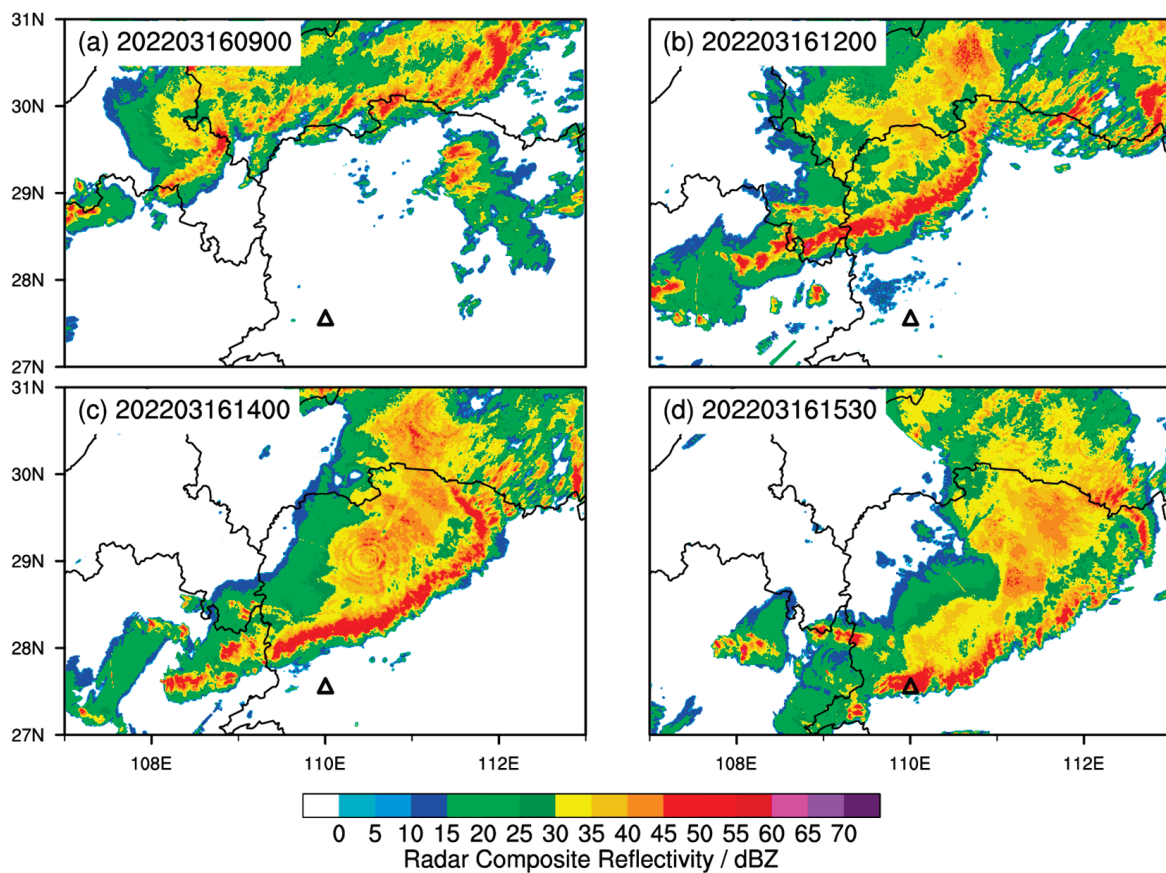 31N
(a) 202203160900
(b) 202203161200
30N
29N
28N
27N
31N
(c) 202203161400
(d) 202203161530
30N
29N
28N
27N
108E 110E 112E 108E 110E 112E
0 5 10 15 20 25 30 35 40 45 50 55 60 65 70
Radar Composite Reflectivity / dBZ